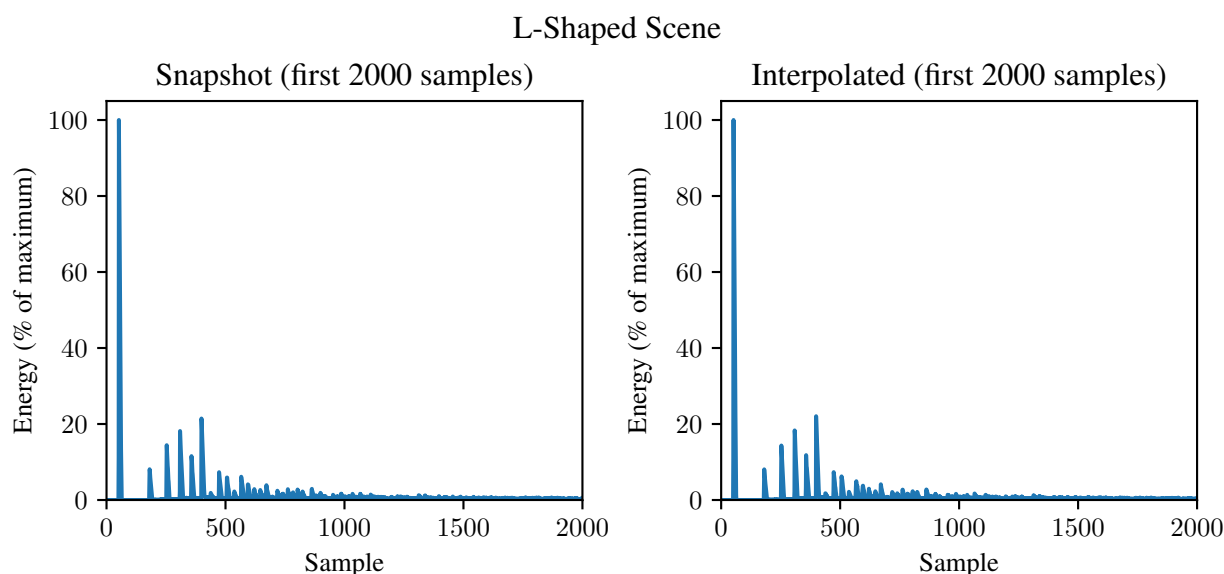 L-Shaped Scene
Snapshot (first 2000 samples)
Interpolated (first 2000 samples)
Energy (% of maximum)
100
80
60
40
20
0
0 500 1000 1500 2000
Sample
Energy (% of maximum)
100
80
60
40
20
0
0 500 1000 1500 2000
Sample